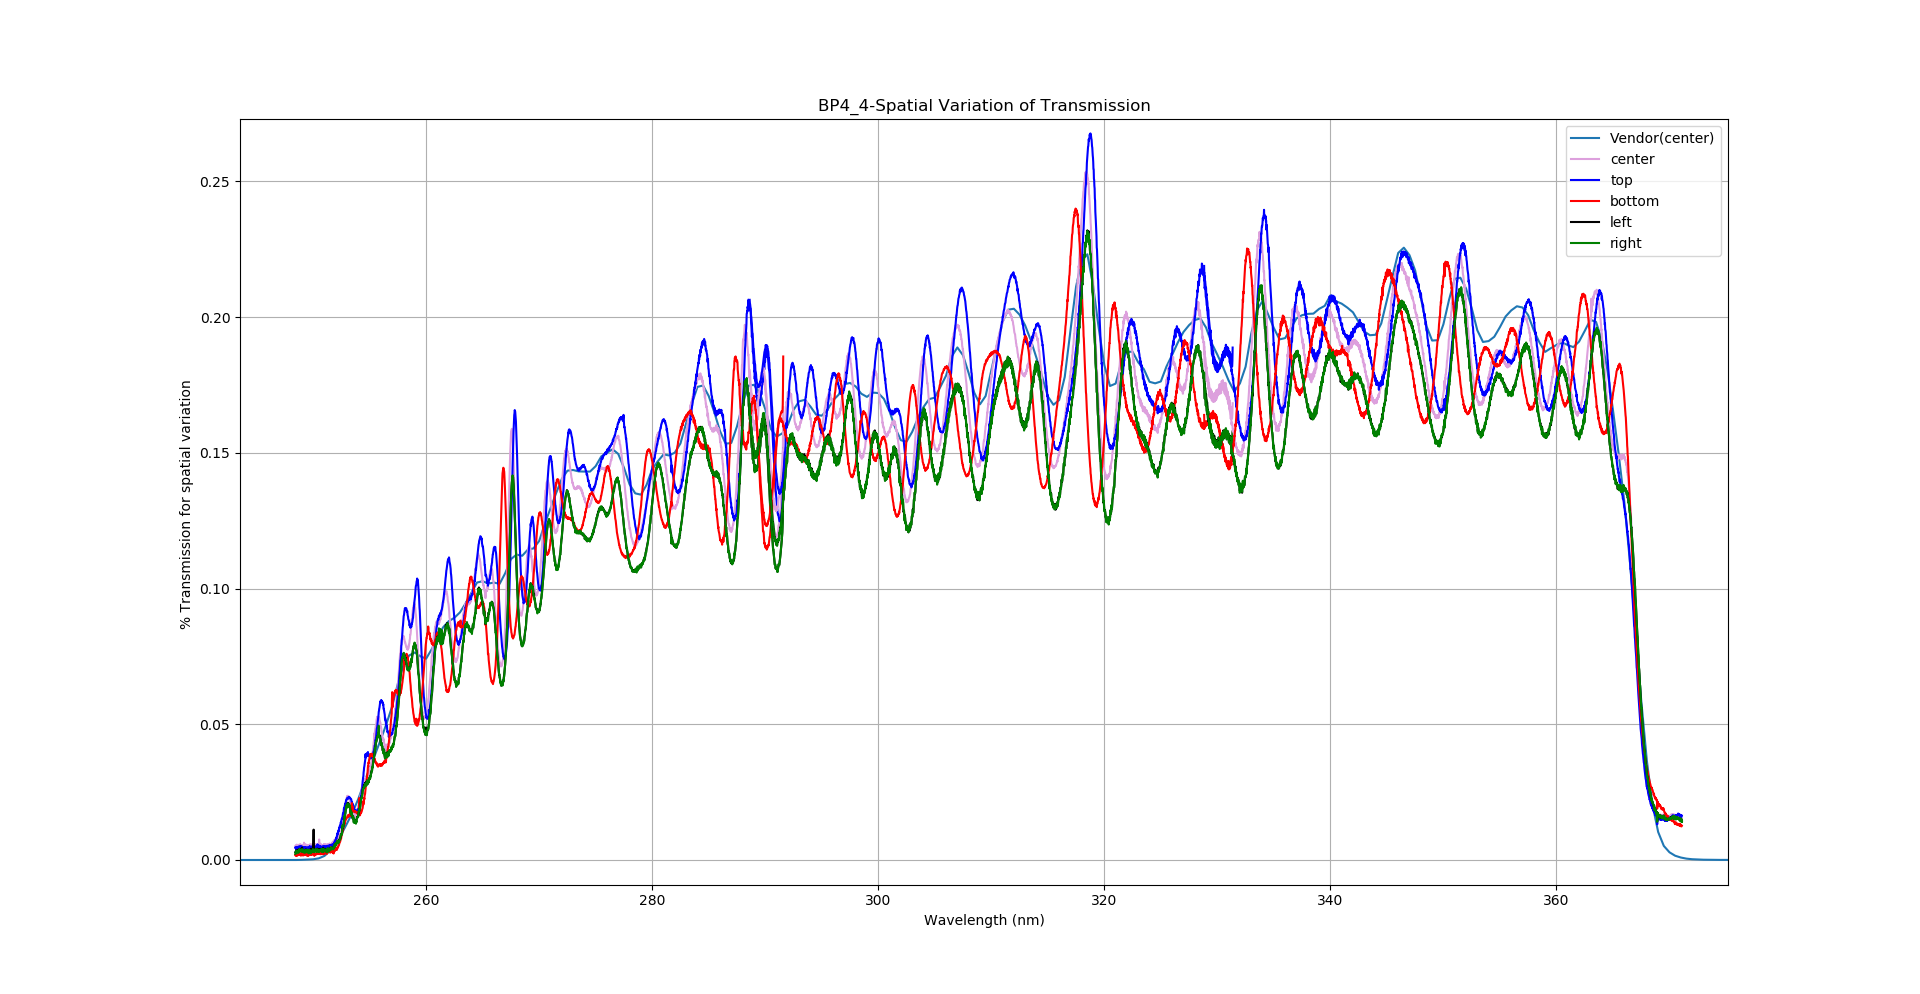 BP4_4-Spatial Variation of Transmission
% Transmission for spatial variation
0.25
0.20
0.15
0.10
0.05
0.00
Vendor(center)
center
top
bottom
left
right
260 280 300 320 340 360
Wavelength (nm)